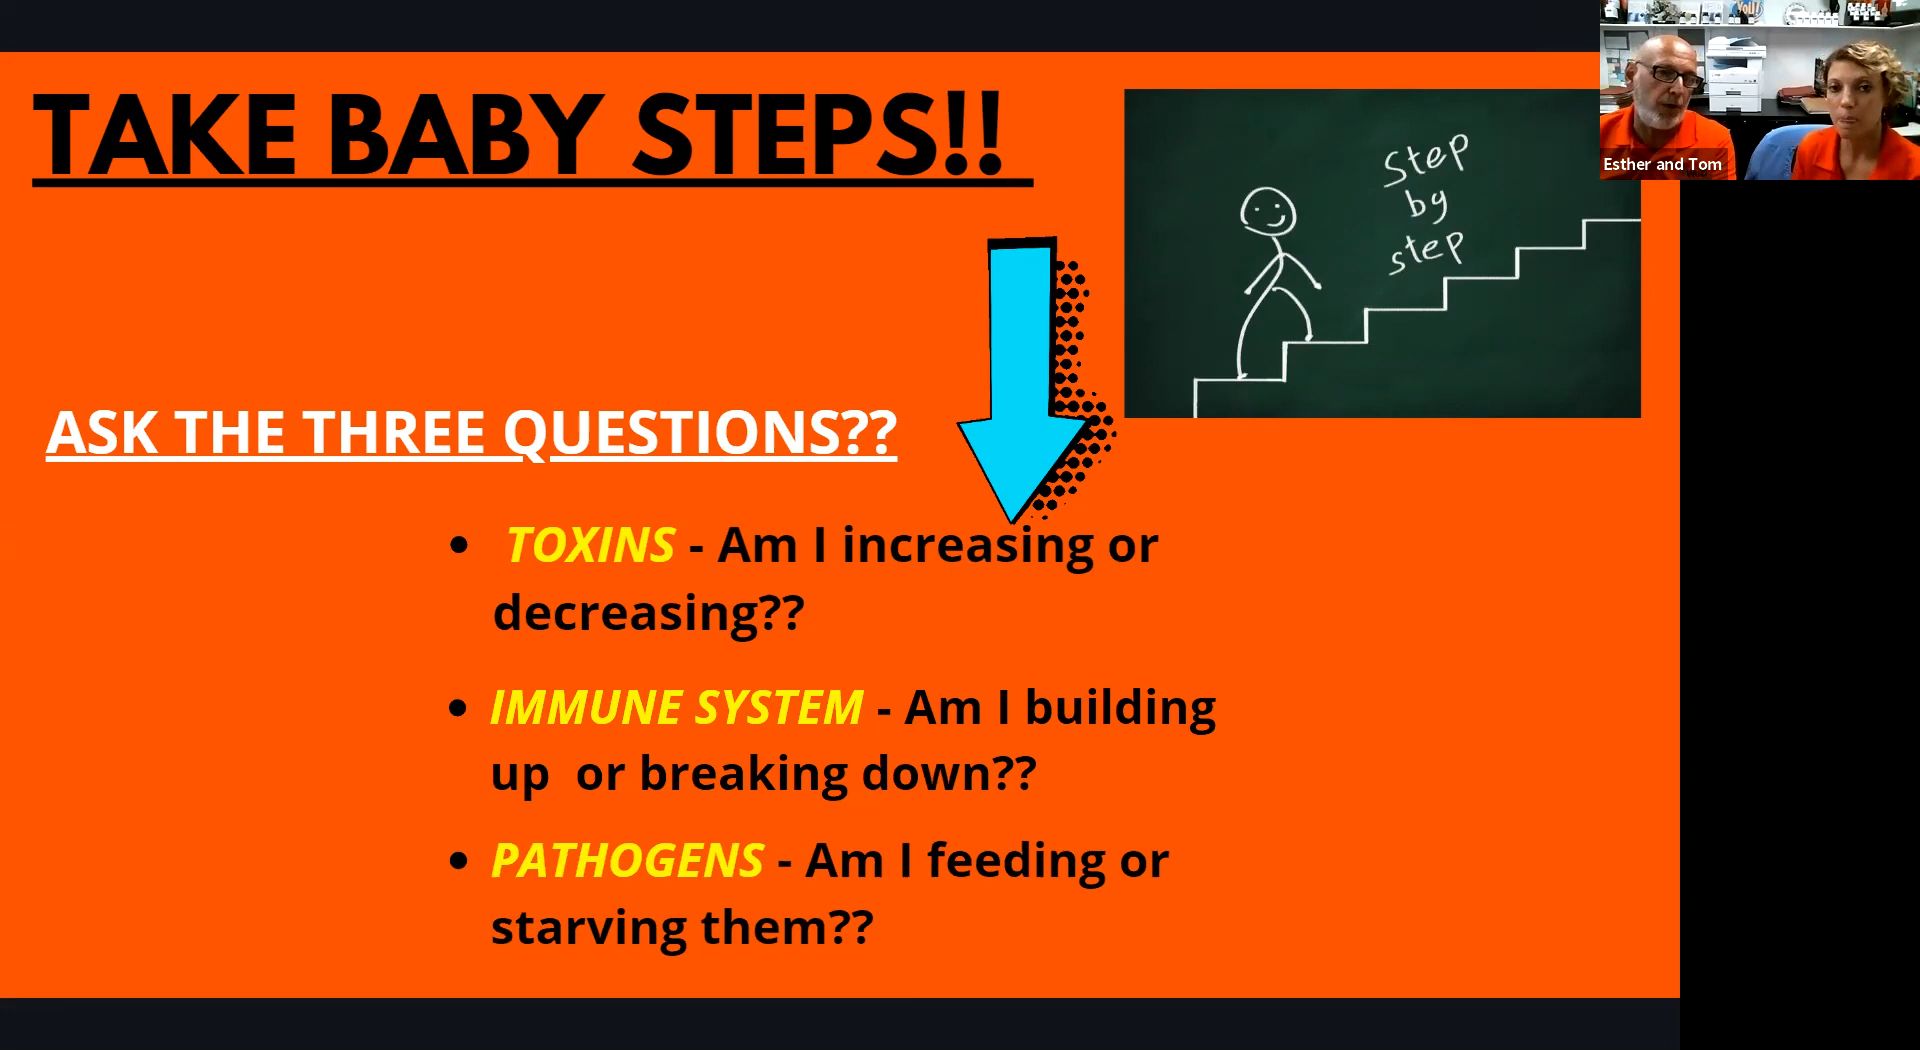 TAKE BABY STEPS!!
Step
by
step
YOU!
Esther and Tom
ASK THE THREE QUESTIONS??
• TOXINS - Am I increasing or
decreasing??
• IMMUNE SYSTEM - Am I building
up or breaking down??
• PATHOGENS - Am I feeding or
starving them??